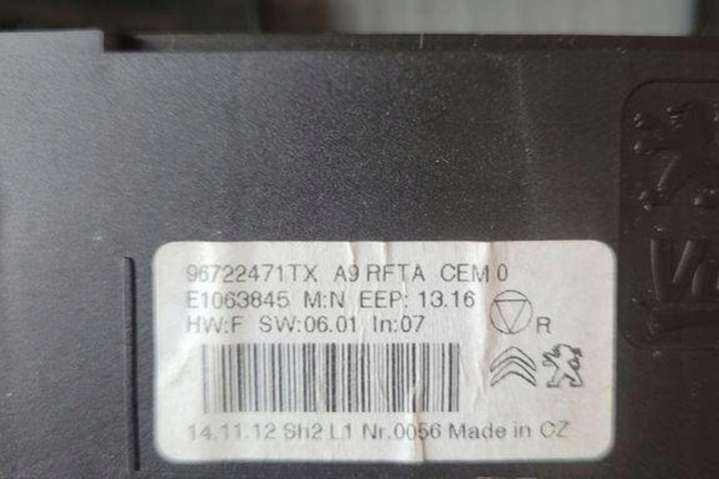 96722471TX A9 RFTA CEM 0
E1063845 M:N EEP: 13.16
HW:F SW:06.01 In:07
R
14.11.12 Sh2 L1 Nr.0056 Made in CZ